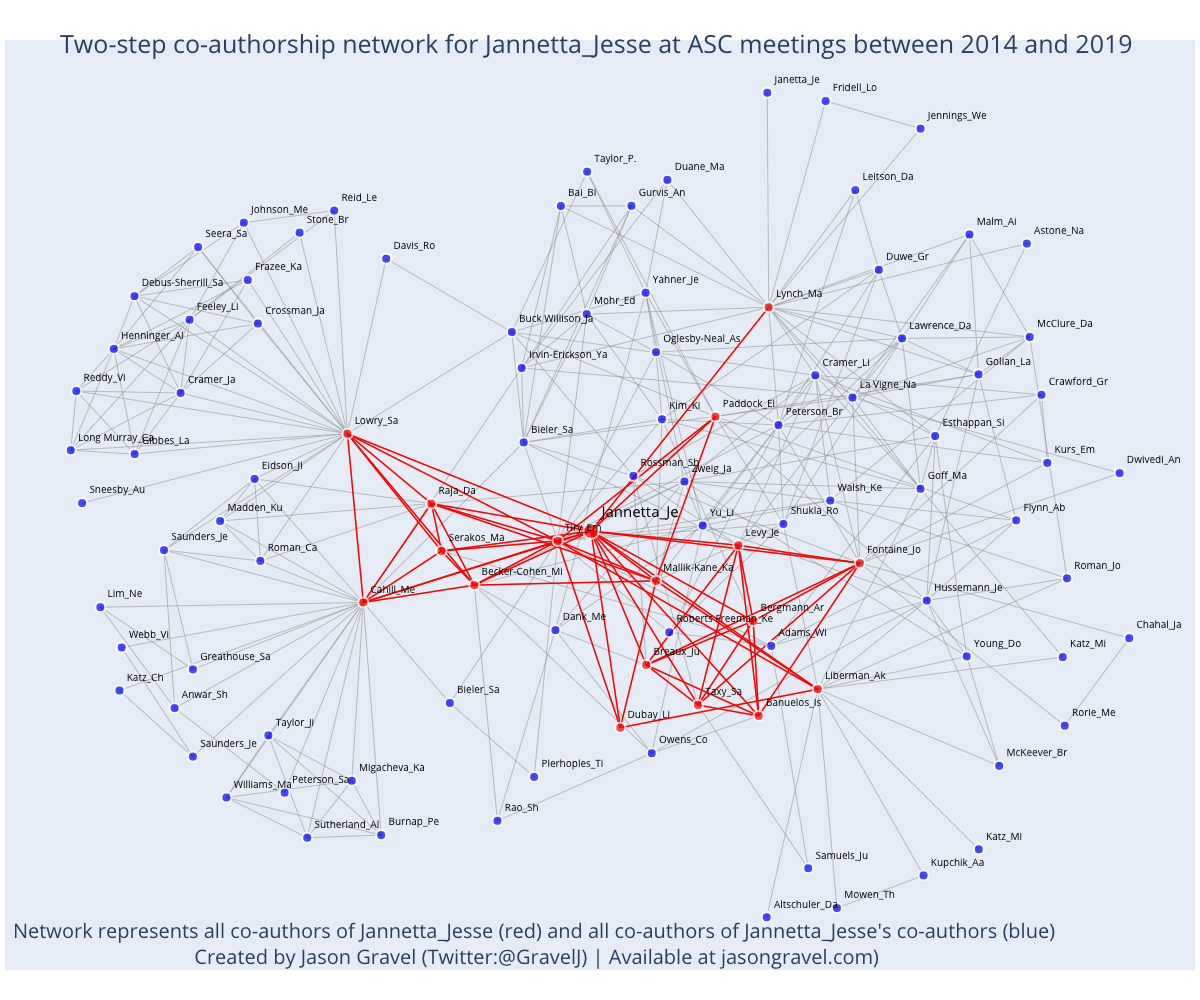 Two-step co-authorship network for Jannetta_Jesse at ASC meetings between 2014 and 2019
Janetta_Je
Fridell_Lo
Jennings_We
Taylor_P.
Duane_Ma
Leitson_Da
Bai_Bi
Gurvis_An
Reid_Le
Johnson_Me
Stone_Br
Malm_Ai
Astone_Na
Seera_Sa
Davis_Ro
Duwe_Gr
Frazee_Ka
Debus-Sherrill_Sa
Yahner_Je
Lynch_Ma
Mohr_Ed
Feeley_Li
Crossman_Ja
Buck Willison_Ja
Lawrence_Da
McClure_Da
Henninger_Al
Oglesby-Neal_As
Irvin-Erickson_Ya
Cramer_Li
Golian_La
Reddy_Vi
Cramer_Ja
La Vigne_Na
Crawford_Gr
Lowry_Sa
Kim_Ki
Paddock_El
Peterson_Br
Esthappan_Si
Long Murray_Ca
Gibbes_La
Bieler_Sa
Eidson_Ji
Rossman_Sh
Zweig_Ja
Goff_Ma
Kurs_Em
Dwivedi_An
Sneesby_Au
Raja_Da
Walsh_Ke
Madden_Ku
Jannetta_Je
Yu_Li
Shukla_Ro
Flynn_Ab
Saunders_Je
Roman_Ca
Serakos_Ma
Tiry_Em
Levy_Je
Fontaine_Jo
Becker-Cohen_Mi
Mallik-Kane_Ka
Roman_Jo
Cahill_Me
Lim_Ne
Hussemann_Je
Dank_Me
Roberts Freeman_Ke
Bergmann_Ar
Adams_Wi
Chahal_Ja
Webb_Vi
Greathouse_Sa
Breaux_Ju
Young_Do
Katz_Mi
Katz_Ch
Anwar_Sh
Bieler_Sa
Taxy_Sa
Liberman_Ak
Banuelos_Is
Dubay_Li
Rorie_Me
Taylor_Ji
Saunders_Je
Owens_Co
McKeever_Br
Williams_Ma
Peterson_Sa
Migacheva_Ka
Pierhoples_Ti
Sutherland_Al
Burnap_Pe
Rao_Sh
Katz_Mi
Samuels_Ju
Kupchik_Aa
Altschuler_Da
Mowen_Th
Network represents all co-authors of Jannetta_Jesse (red) and all co-authors of Jannetta_Jesse's co-authors (blue)
Created by Jason Gravel (Twitter:@GravelJ) | Available at jasongravel.com)